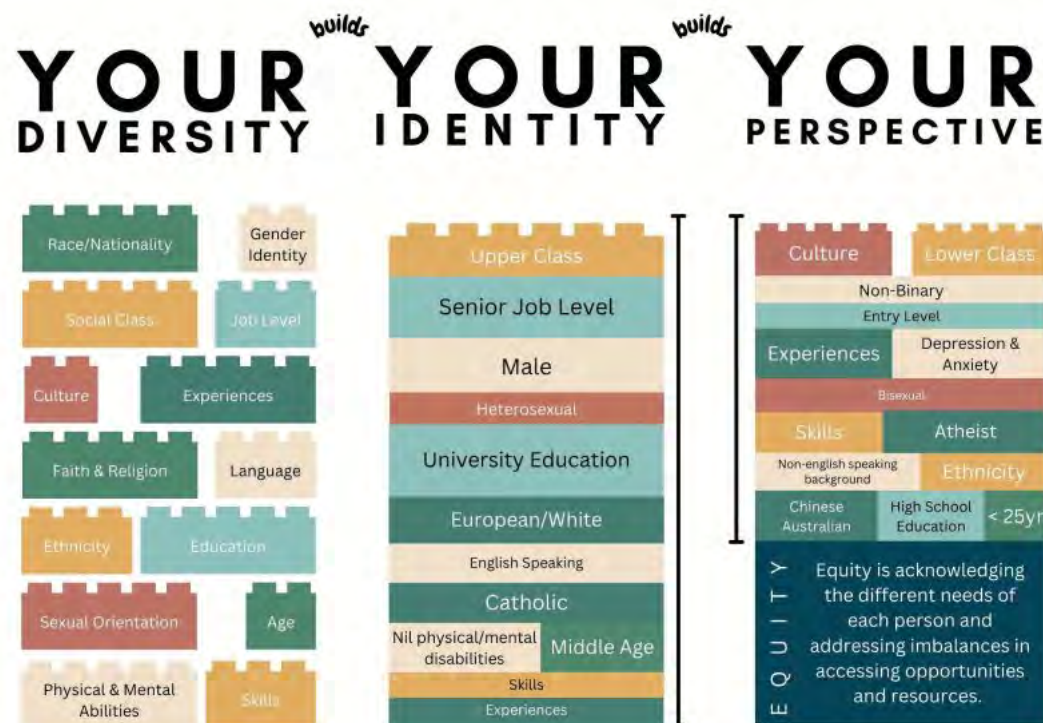 YOUR
DIVERSITY
builds
YOUR
IDENTITY
builds
YOUR
PERSPECTIVE
Race/Nationality
Gender
Identity
Social Class
Job Level
Culture
Experiences
Faith & Religion
Language
Ethnicity
Education
Sexual Orientation
Age
Physical & Mental
Abilities
Skills
Upper Class
Senior Job Level
Male
Heterosexual
University Education
European/White
English Speaking
Catholic
Nil physical/mental
disabilities
Middle Age
Skills
Experiences
Culture
Lower Class
Non-Binary
Entry Level
Experiences
Depression &
Anxiety
Bisexual
Skills
Atheist
Non-english speaking
background
Ethnicity
Chinese
Australian
High School
Education
< 25yr
EQUITY
Equity is acknowledging
the different needs of
each person and
addressing imbalances in
accessing opportunities
and resources.